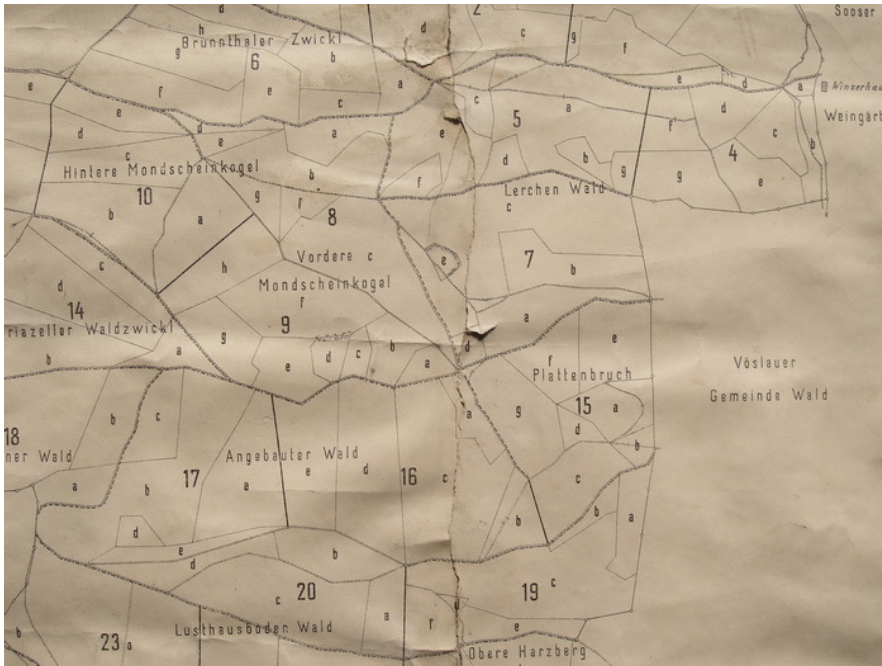 d
2
Sooser
h
Brunnthaler Zwickl
d
c
g
f
g
b
6
e
f
e
c
a
c
a
e
d
a
Winzerhau
Weingärt
e
d
e
a
e
5
f
d
c
b
d
c
Hintere Mondscheinkogel
b
f
d
b
g
4
g
e
10
g
f
Lerchen Wald
c
b
a
8
h
Vordere c
e
7
b
d
c
Mondscheinkogel
f
14
riazeller Waldzwickl
9
g
a
e
b
a
e
d
c
b
a
d
f
Plattenbruch
Vöslauer
Gemeinde Wald
18
b
c
a
g
15
a
d
b
ner Wald
Angebauter Wald
a
b
17
a
e
d
16
c
c
d
b
b
a
e
d
b
20
c
19
c
a
r
e
Lusthausboden Wald
b
23
a
Obere Harzberg